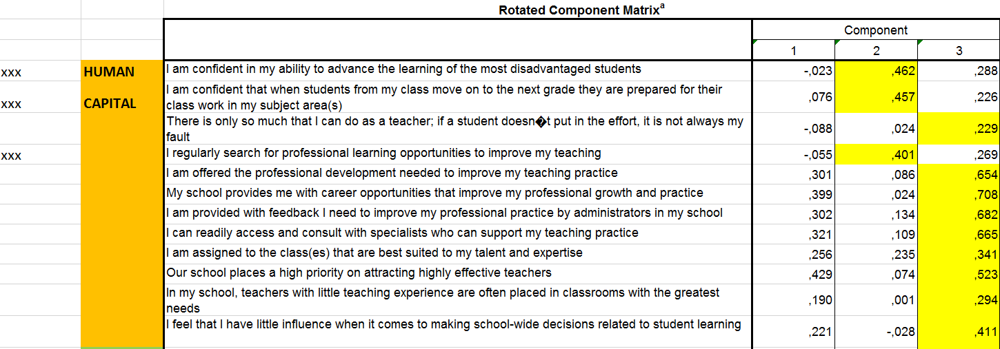 Rotated Component Matrixa
Component
1 2 3
xxx HUMAN I am confident in my ability to advance the learning of the most disadvantaged students -,023 ,462 ,288
I am confident that when students from my class move on to the next grade they are prepared for their
xxx CAPITAL class work in my subject area(s) ,076 ,457 ,226
There is only so much that I can do as a teacher; if a student doesn�t put in the effort, it is not always my
fault -,088 ,024 ,229
xxx I regularly search for professional learning opportunities to improve my teaching -,055 ,401 ,269
I am offered the professional development needed to improve my teaching practice ,301 ,086 ,654
My school provides me with career opportunities that improve my professional growth and practice ,399 ,024 ,708
I am provided with feedback I need to improve my professional practice by administrators in my school ,302 ,134 ,682
I can readily access and consult with specialists who can support my teaching practice ,321 ,109 ,665
I am assigned to the class(es) that are best suited to my talent and expertise ,256 ,235 ,341
Our school places a high priority on attracting highly effective teachers ,429 ,074 ,523
In my school, teachers with little teaching experience are often placed in classrooms with the greatest
needs ,190 ,001 ,294
I feel that I have little influence when it comes to making school-wide decisions related to student learning ,221 -,028 ,411